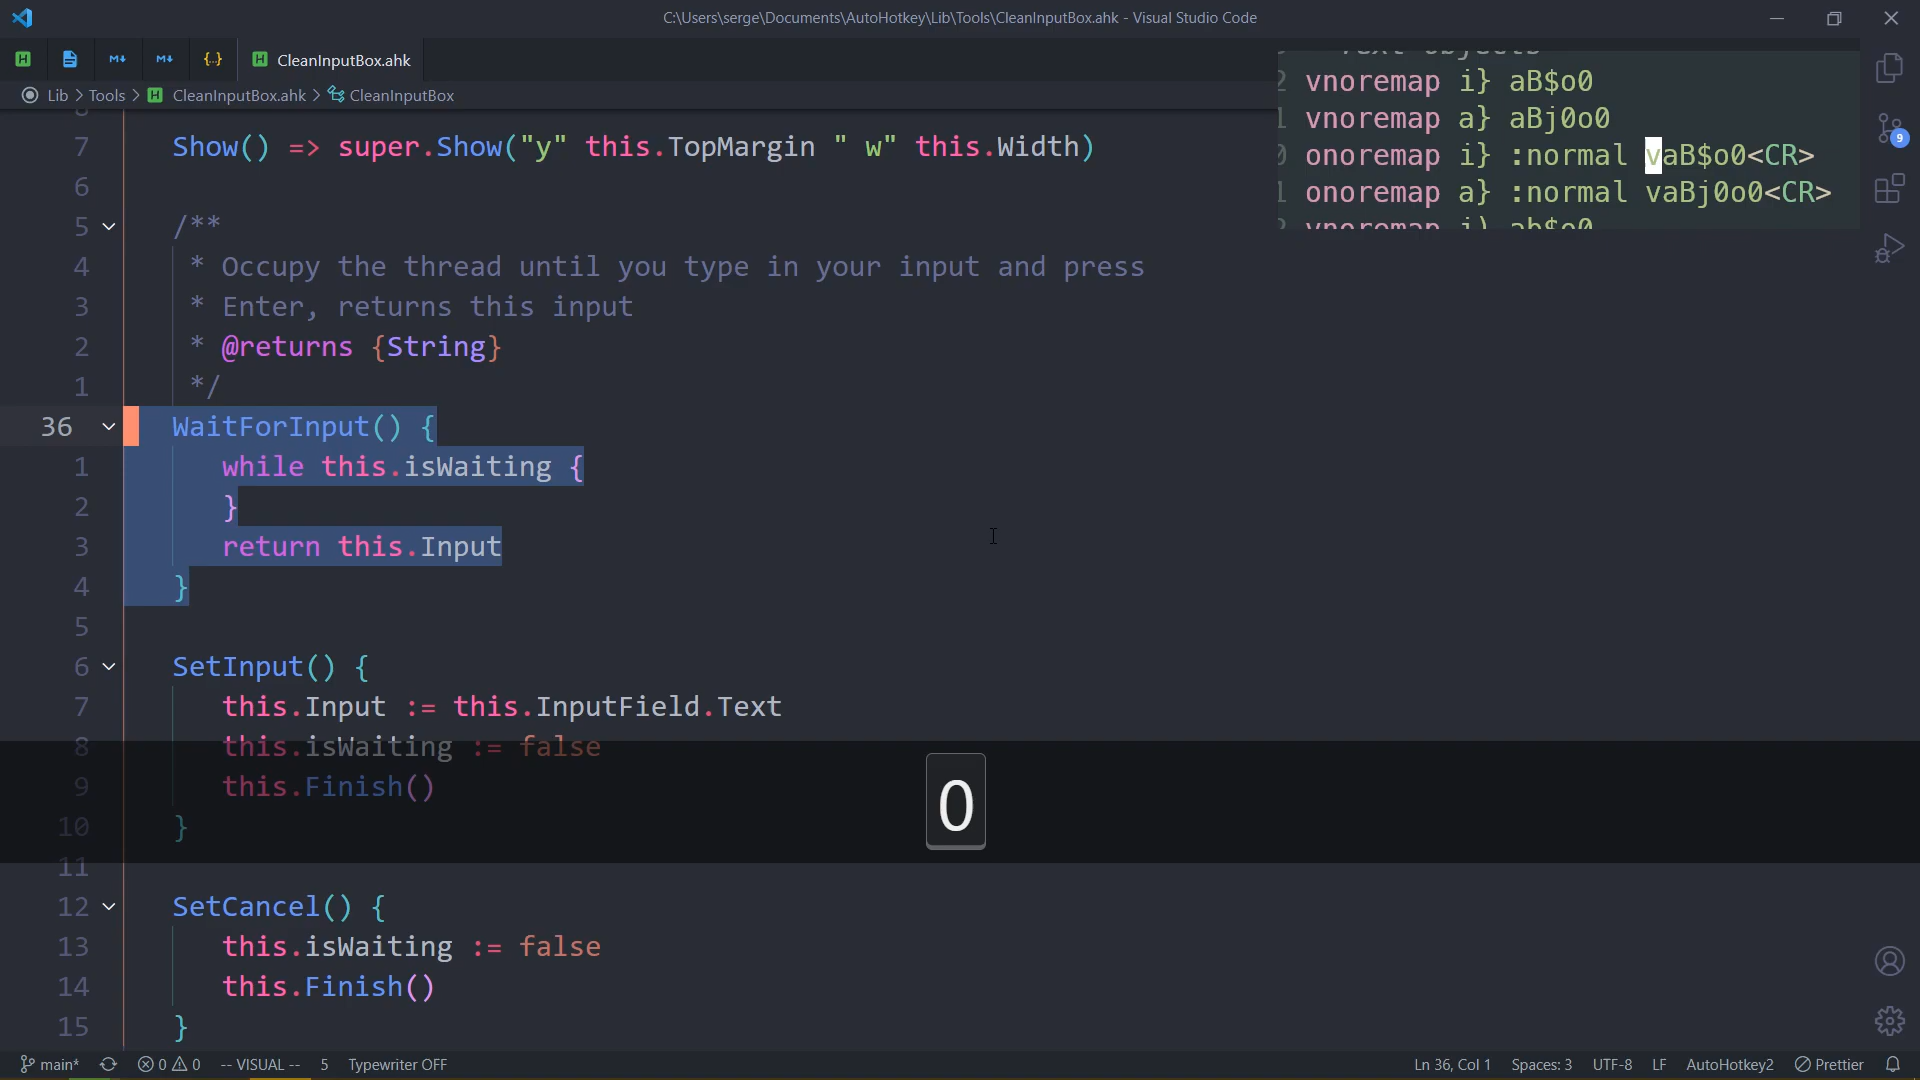 C:\Users\serge\Documents\AutoHotkey\Lib\Tools\CleanInputBox.ahk - Visual Studio Code
CleanInputBox.ahk
Lib > Tools > CleanInputBox.ahk > CleanInputBox
vnoremap i} aB$o0
vnoremap a} aBj0o0
onoremap i} :normal vaB$o0<CR>
onoremap a} :normal vaBj0o0<CR>
9
7 Show() => super.Show("y" this.TopMargin " w" this.Width)
6
5 /**
4 * Occupy the thread until you type in your input and press
3 * Enter, returns this input
2 * @returns {String}
1 */
36 WaitForInput() {
1 while this.isWaiting {
2 }
3 return this.Input
4 }
5
6 SetInput() {
7 this.Input := this.InputField.Text
8 this.isWaiting := false
9 this.Finish()
10 }
0
11
12 SetCancel() {
13 this.isWaiting := false
14 this.Finish()
15 }
main* 0 0 -- VISUAL -- 5 Typewriter OFF Ln 36, Col 1 Spaces: 3 UTF-8 LF AutoHotkey2 Prettier